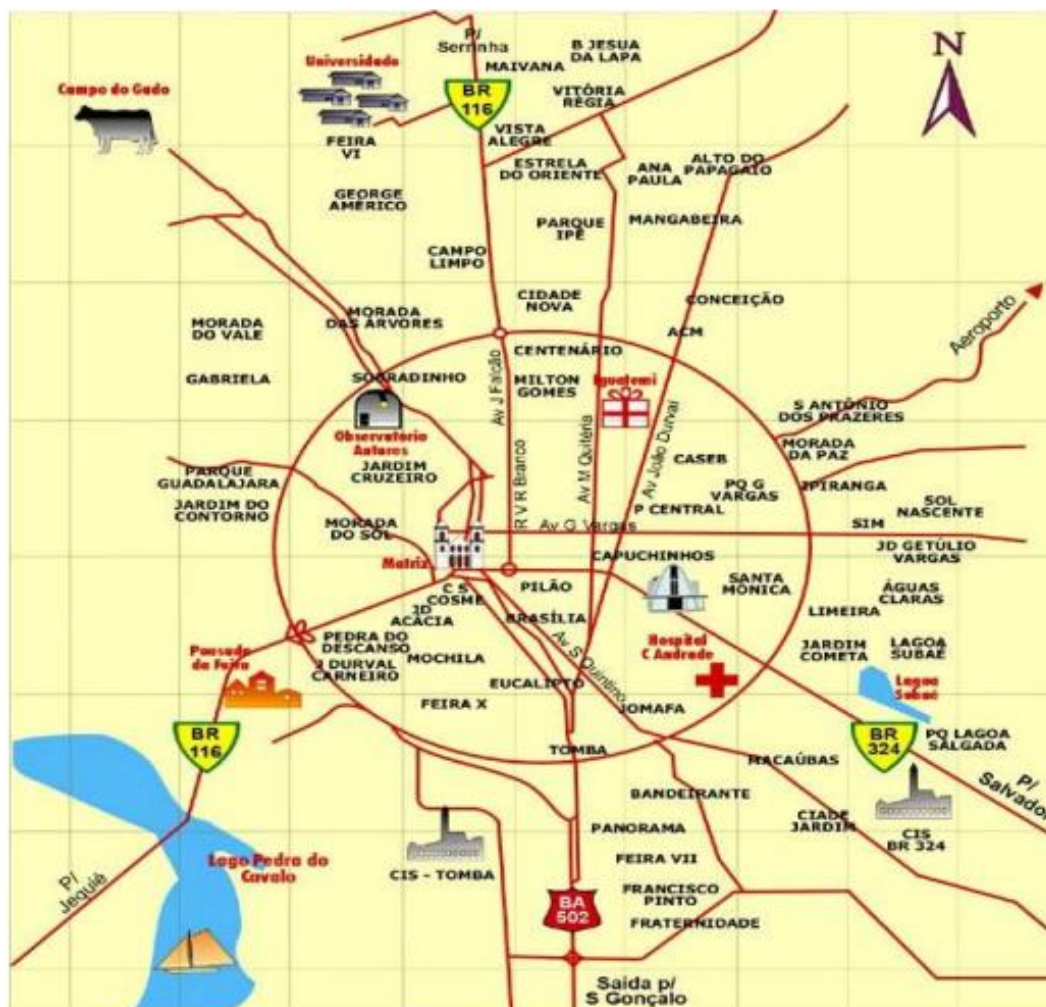 P/
Serrinha
B JESUA
DA LAPA
N
Universidade
MAIVANA
BR
116
Campo do Gado
VITÓRIA
RÉGIA
FEIRA
VI
VISTA
ALEGRE
ESTRELA
DO ORIENTE
ANA
PAULA
ALTO DO
PAPAGAIO
GEORGE
AMÉRICO
PARQUE
IPÊ
MANGABEIRA
CAMPO
LIMPO
CIDADE
NOVA
CONCEIÇÃO
MORADA
DO VALE
MORADA
DAS ÁRVORES
ACM
Aeroporto
CENTENÁRIO
GABRIELA
SOBRADINHO
Av J Falcão
MILTON
GOMES
Iguatemi
S ANTÔNIO
DOS PRAZERES
Observatório
Antares
Av João Durval
MORADA
DA PAZ
PARQUE
GUADALAJARA
JARDIM
CRUZEIRO
R V R Branco
Av M Quitéria
CASEB
PQ G
VARGAS
IPIRANGA
JARDIM DO
CONTORNO
SOL
NASCENTE
MORADA
DO SOL
Av G Vargas
P CENTRAL
SIM
Matriz
CAPUCHINHOS
JD GETÚLIO
VARGAS
C S
COSME
PILÃO
SANTA
MÔNICA
ÁGUAS
CLARAS
JD
ACÁCIA
BRASÍLIA
LIMEIRA
PEDRA DO
DESCANSO
Pousada
da Feira
J DURVAL
CARNEIRO
MOCHILA
Av S Quintino
Hospital
C Andrade
JARDIM
COMETA
LAGOA
SUBAÉ
EUCALIPTO
Lagoa
Subaé
FEIRA X
JOMAFA
BR
116
TOMBA
BR
324
PQ LAGOA
SALGADA
MACAÚBAS
P/
Salvador
BANDEIRANTE
CIADE
JARDIM
PANORAMA
CIS
BR 324
Lago Pedra do
Cavalo
CIS - TOMBA
FEIRA VII
P/
Jequié
BA
502
FRANCISCO
PINTO
FRATERNIDADE
Saida p/
S Gonçalo